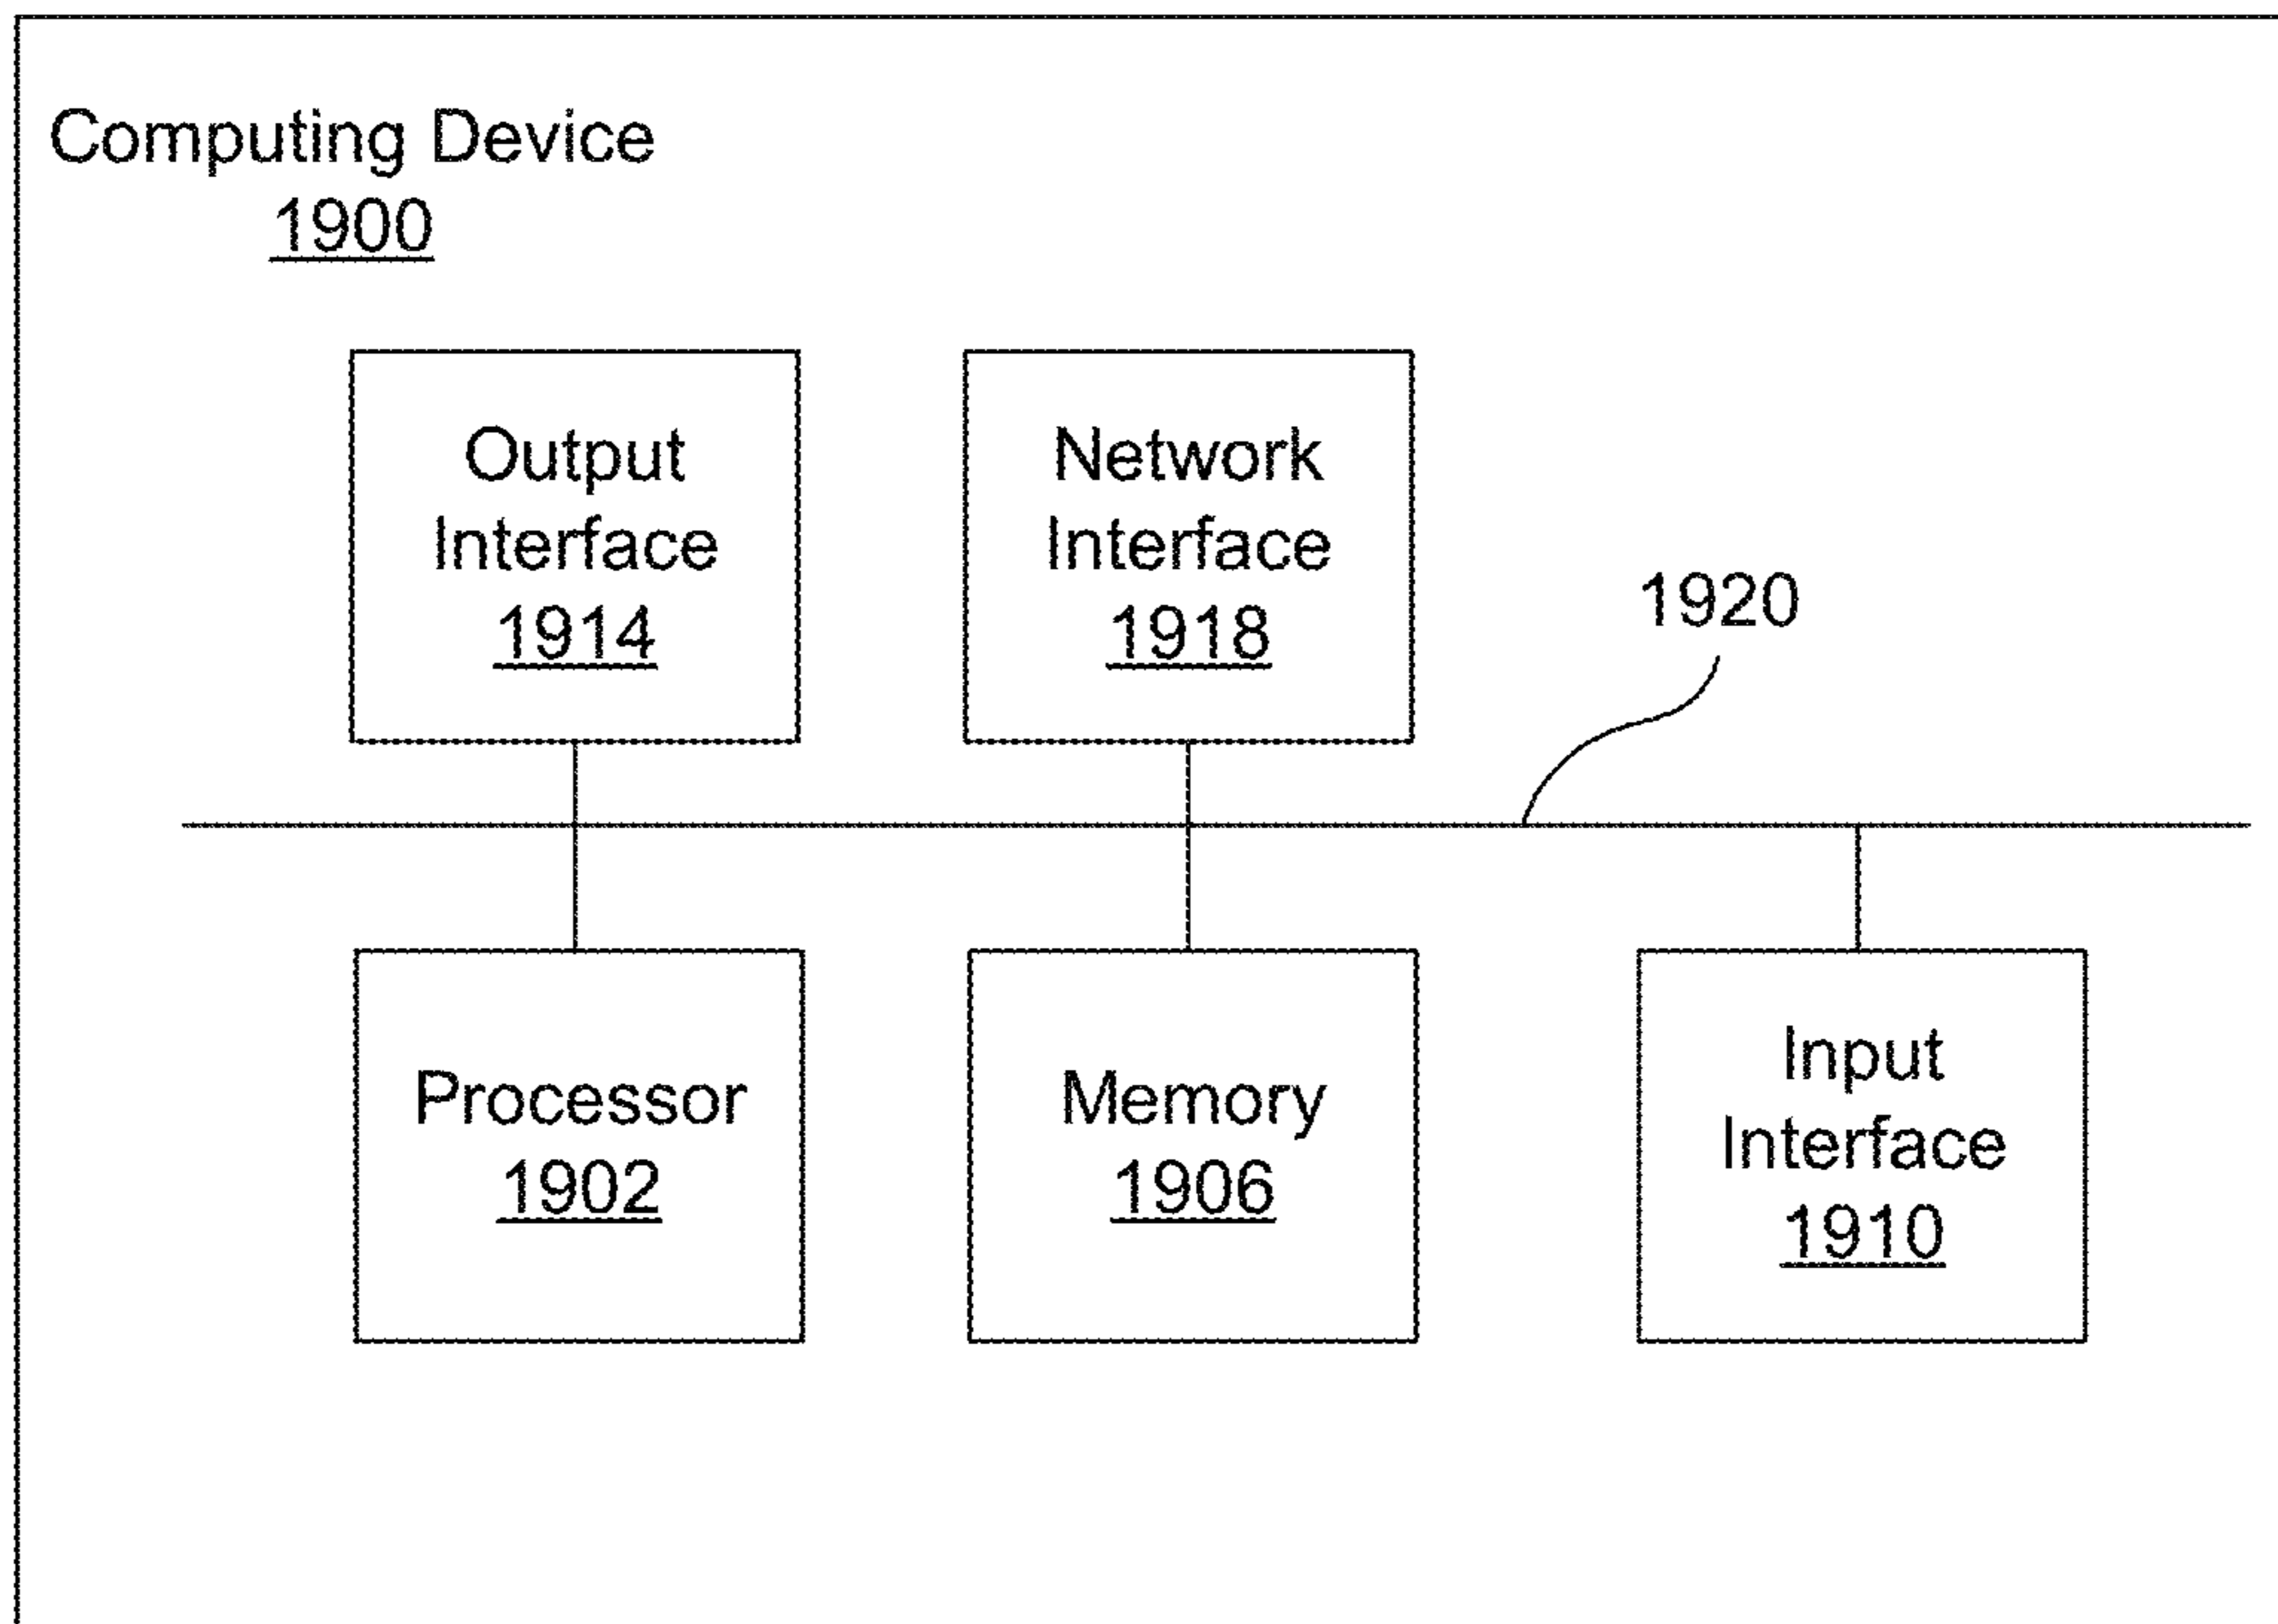 Computing Device
1900
Output
Interface
1914
Network
Interface
1918
1920
Processor
1902
Memory
1906
Input
Interface
1910